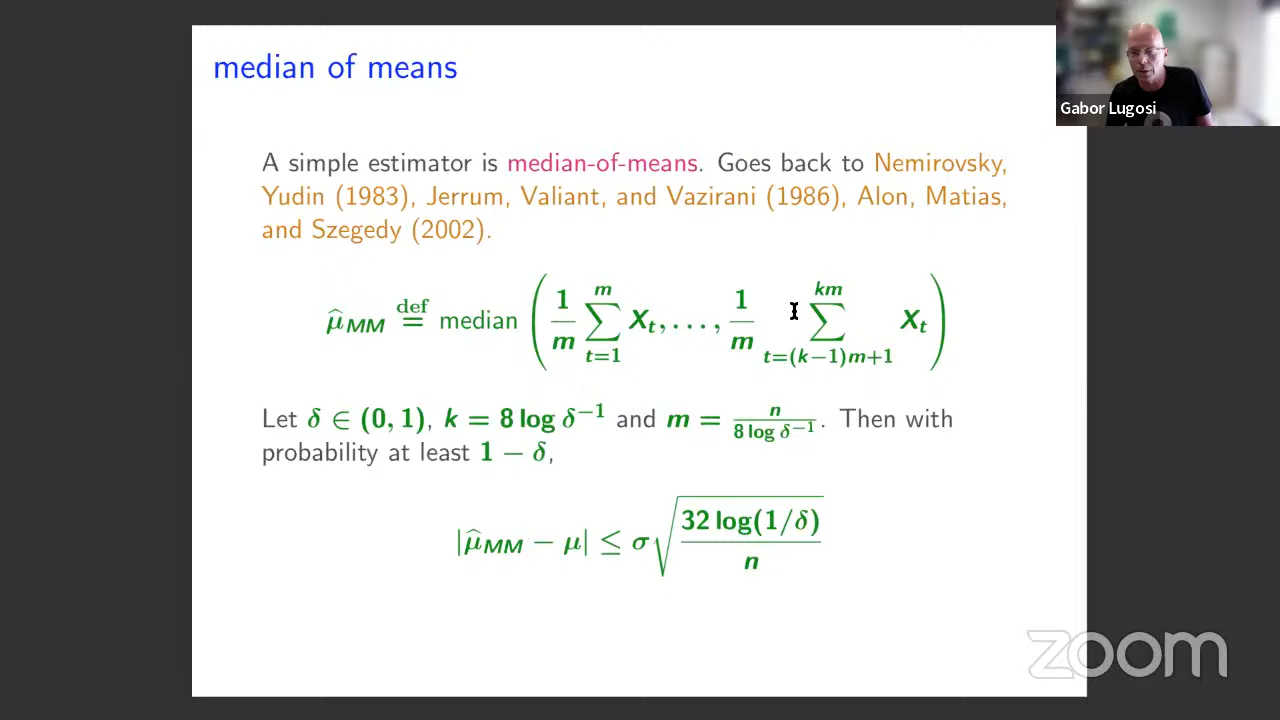 median of means
Gabor Lugosi
A simple estimator is median-of-means. Goes back to Nemirovsky,
Yudin (1983), Jerrum, Valiant, and Vazirani (1986), Alon, Matias,
and Szegedy (2002).
μ̂_MM def= median ( 1/m ∑_{t=1}^{m} X_t, . . . , 1/m ∑_{t=(k−1)m+1}^{km} X_t )
Let δ ∈ (0, 1), k = 8 log δ⁻¹ and m = n/(8 log δ⁻¹). Then with
probability at least 1 − δ,
|μ̂_MM − μ| ≤ σ √(32 log(1/δ)/n)
zoom